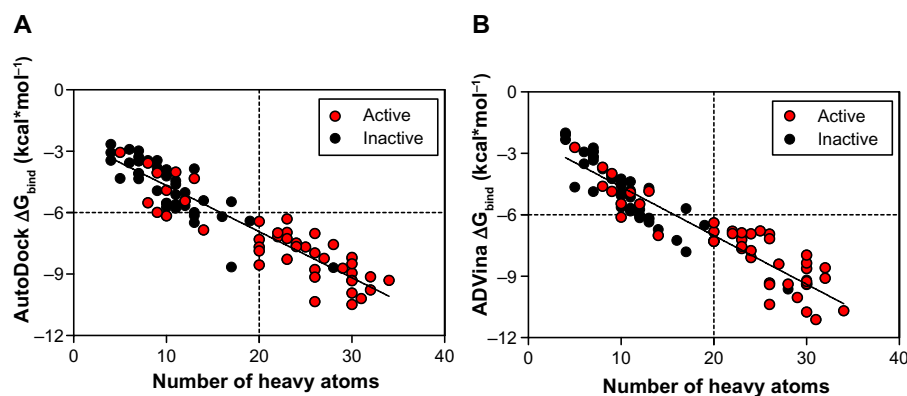 A
AutoDock ΔG_bind (kcal*mol⁻¹)
0
–3
–6
–9
–12
Active
Inactive
0
10
20
30
40
Number of heavy atoms
B
ADVina ΔG_bind (kcal*mol⁻¹)
0
–3
–6
–9
–12
Active
Inactive
0
10
20
30
40
Number of heavy atoms